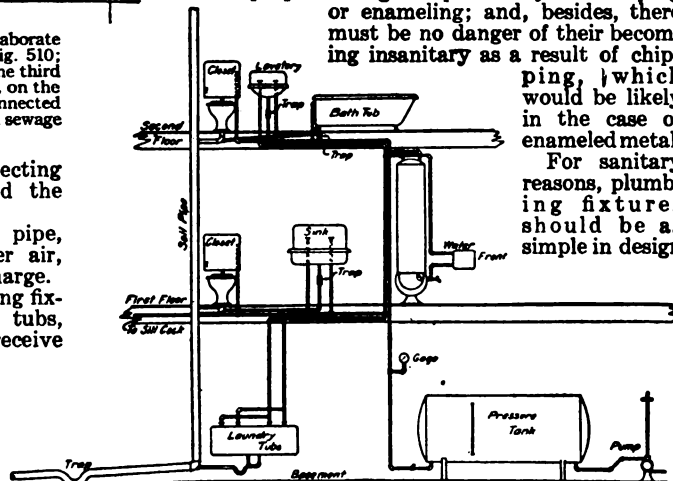 aborate
ig. 510;
he third
, on the
nnected
sewage
ecting
d the
pipe,
er air,
harge.
ng fix-
tubs,
receive
or enameling; and, besides, there
must be no danger of their becom-
ing insanitary as a result of chip-
ping, which
would be likely
in the case of
enameled metal
For sanitary
reasons, plumb-
ing fixture
should be as
simple in design
Closet
Lavatory
Trap
Bath Tub
Second
Floor
Trap
Soil Pipe
Closet
Sink
Trap
Water
Front
First Floor
To Sill Cock
Gage
Laundry
Tubs
Pressure
Tank
Pump
Trap
Basement